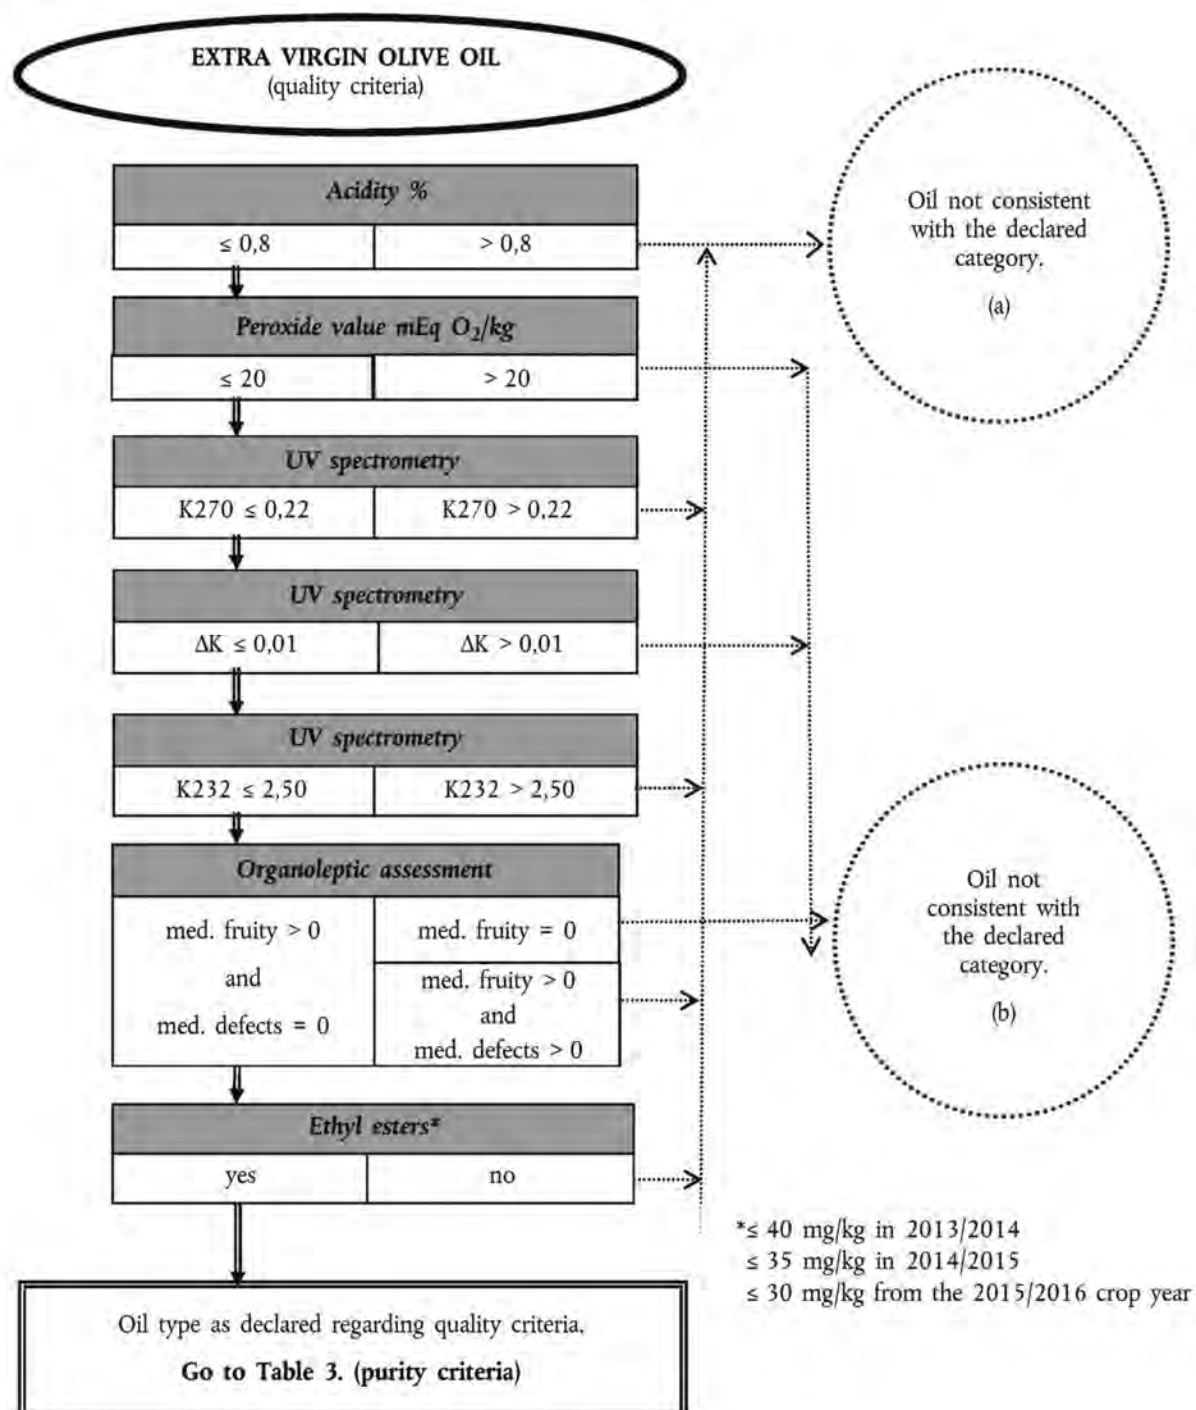 EXTRA VIRGIN OLIVE OIL
(quality criteria)
Acidity %
≤ 0,8
> 0,8
Oil not consistent
with the declared
category.
(a)
Peroxide value mEq O₂/kg
≤ 20
> 20
UV spectrometry
K270 ≤ 0,22
K270 > 0,22
UV spectrometry
ΔK ≤ 0,01
ΔK > 0,01
UV spectrometry
K232 ≤ 2,50
K232 > 2,50
Organoleptic assessment
med. fruity > 0
and
med. defects = 0
med. fruity = 0
med. fruity > 0
and
med. defects > 0
Oil not
consistent with
the declared
category.
(b)
Ethyl esters*
yes
no
*≤ 40 mg/kg in 2013/2014
≤ 35 mg/kg in 2014/2015
≤ 30 mg/kg from the 2015/2016 crop year
Oil type as declared regarding quality criteria.
Go to Table 3. (purity criteria)